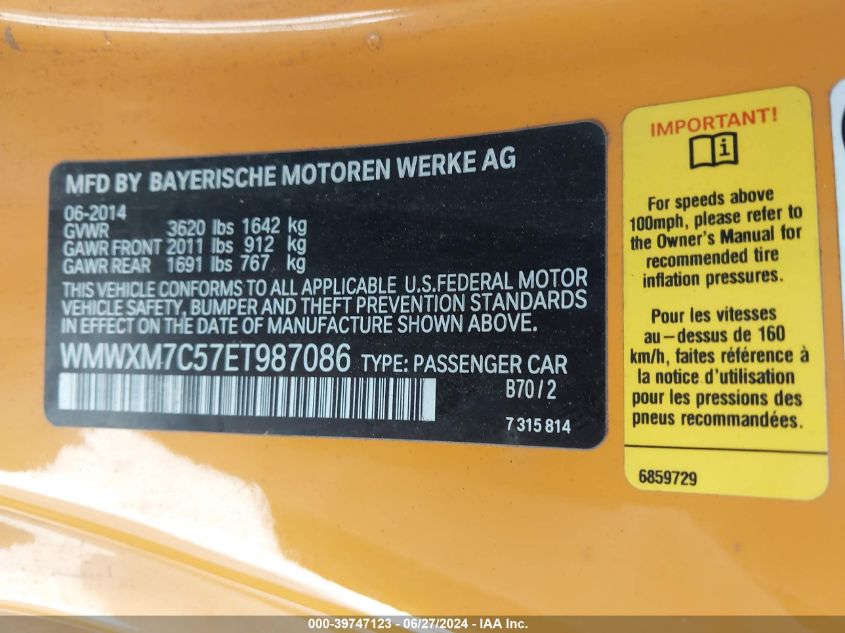 MFD BY BAYERISCHE MOTOREN WERKE AG
06-2014
GVWR 3620 lbs 1642 kg
GAWR FRONT 2011 lbs 912 kg
GAWR REAR 1691 lbs 767 kg
THIS VEHICLE CONFORMS TO ALL APPLICABLE U.S.FEDERAL MOTOR
VEHICLE SAFETY, BUMPER AND THEFT PREVENTION STANDARDS
IN EFFECT ON THE DATE OF MANUFACTURE SHOWN ABOVE.
WMWXM7C57ET987086 TYPE: PASSENGER CAR
B70/2
7 315 814
IMPORTANT!
i
For speeds above
100mph, please refer to
the Owner's Manual for
recommended tire
inflation pressures.
Pour les vitesses
au-dessus de 160
km/h, faites référence à
la notice d'utilisation
pour les pressions des
pneus recommandées.
6859729
000-39747123 - 06/27/2024 - IAA Inc.